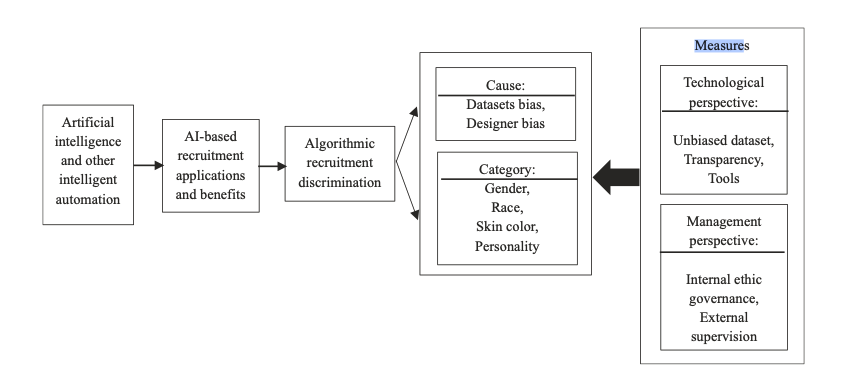 Artificial
intelligence
and other
intelligent
automation
AI-based
recruitment
applications
and benefits
Algorithmic
recruitment
discrimination
Cause:
Datasets bias,
Designer bias
Category:
Gender,
Race,
Skin color,
Personality
Measures
Technological
perspective:
Unbiased dataset,
Transparency,
Tools
Management
perspective:
Internal ethic
governance,
External
supervision